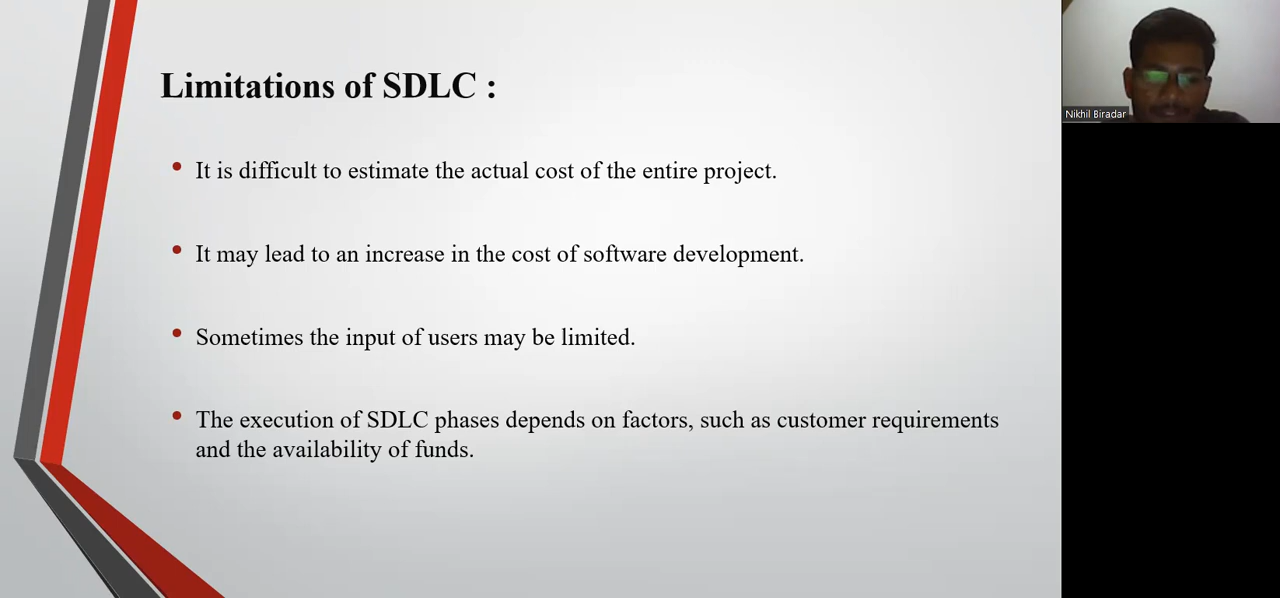 Limitations of SDLC :
It is difficult to estimate the actual cost of the entire project.
It may lead to an increase in the cost of software development.
Sometimes the input of users may be limited.
The execution of SDLC phases depends on factors, such as customer requirements
and the availability of funds.
Nikhil Biradar